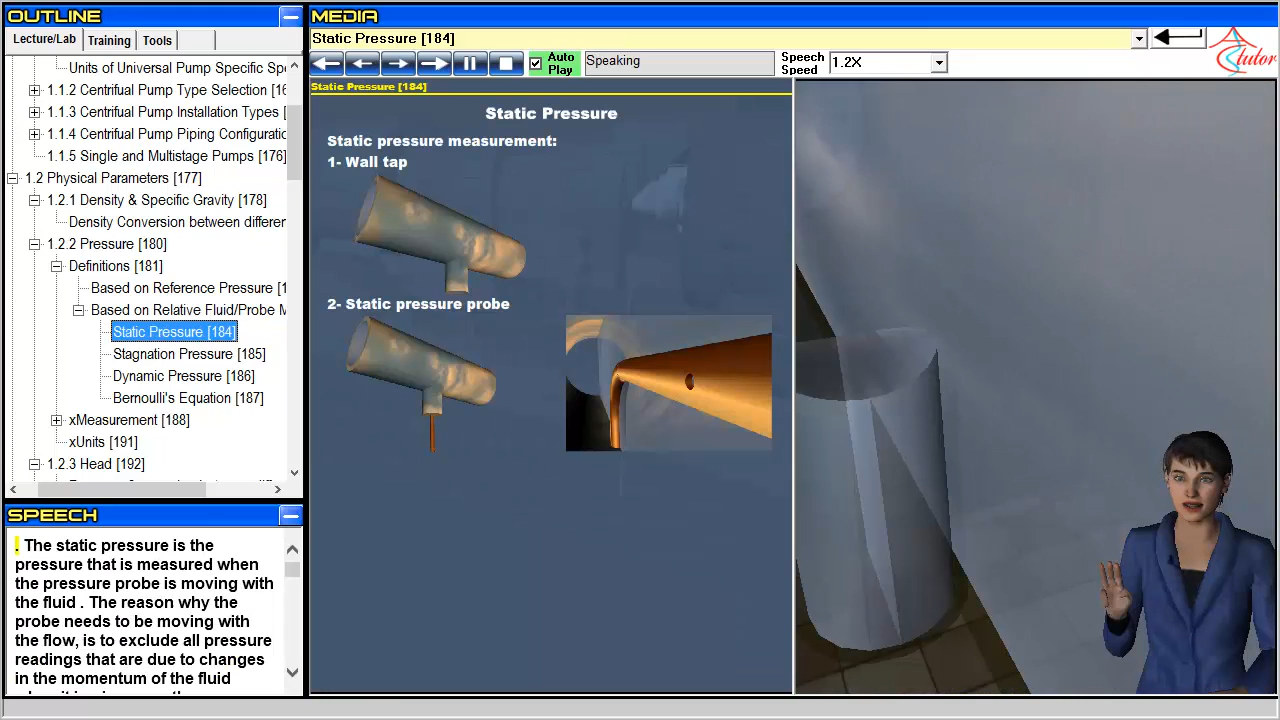 OUTLINE
Lecture/Lab Training Tools
Units of Universal Pump Specific Spe
1.1.2 Centrifugal Pump Type Selection [16
1.1.3 Centrifugal Pump Installation Types [
1.1.4 Centrifugal Pump Piping Configuratio
1.1.5 Single and Multistage Pumps [176]
1.2 Physical Parameters [177]
1.2.1 Density & Specific Gravity [178]
Density Conversion between differen
1.2.2 Pressure [180]
Definitions [181]
Based on Reference Pressure [1
Based on Relative Fluid/Probe M
Static Pressure [184]
Stagnation Pressure [185]
Dynamic Pressure [186]
Bernoulli's Equation [187]
xMeasurement [188]
xUnits [191]
1.2.3 Head [192]
SPEECH
. The static pressure is the
pressure that is measured when
the pressure probe is moving with
the fluid . The reason why the
probe needs to be moving with
the flow, is to exclude all pressure
readings that are due to changes
in the momentum of the fluid
MEDIA
Static Pressure [184]
Auto Play
Speaking
Speech Speed
1.2X
tutor
Static Pressure [184]
Static Pressure
Static pressure measurement:
1- Wall tap
2- Static pressure probe